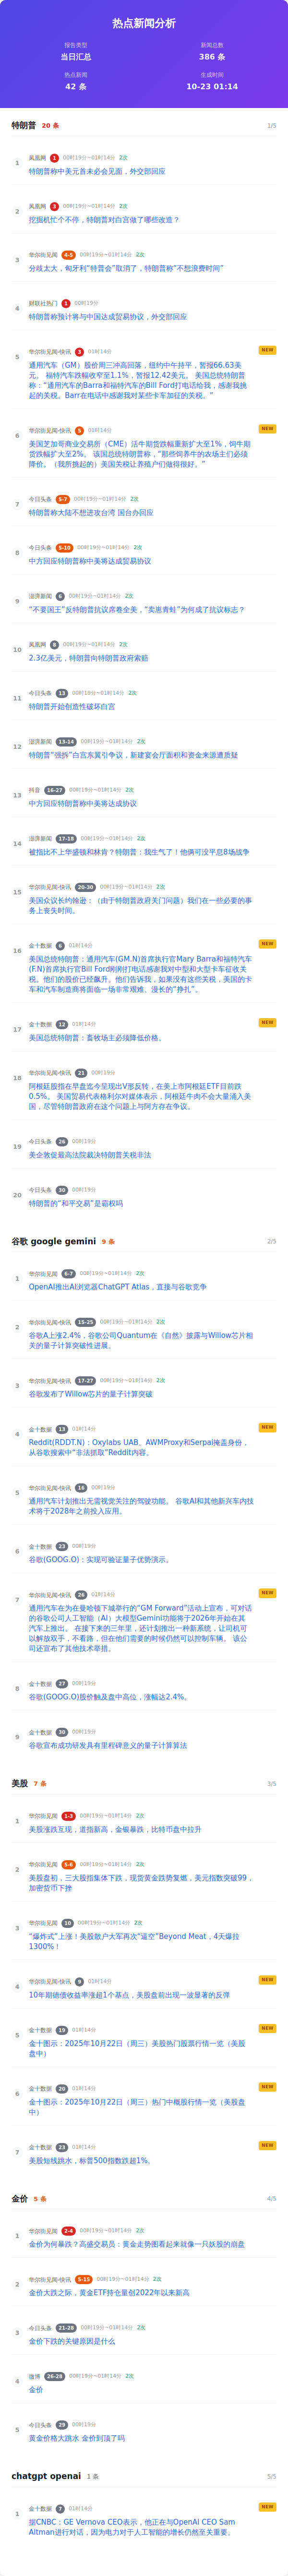 热点新闻分析
报告类型
当日汇总
新闻总数
386 条
热点新闻
42 条
生成时间
10-23 01:14
特朗普 20 条 1/5
1 凤凰网 1 00时19分~01时14分 2次
特朗普称中美元首未必会见面，外交部回应
2 凤凰网 3 00时19分~01时14分 2次
挖掘机忙个不停，特朗普对白宫做了哪些改造？
3 华尔街见闻 4-5 00时19分~01时14分 2次
分歧太大，匈牙利“特普会”取消了，特朗普称“不想浪费时间”
4 财联社热门 1 00时19分
特朗普预计将与中国达成贸易协议，外交部回应
5 华尔街见闻-快讯 3 01时14分 NEW
通用汽车（GM）股价周三冲高回落，纽约中午持平，暂报66.63美
元。 福特汽车跌幅收窄至1.1%，暂报12.42美元。 美国总统特朗普
称：“通用汽车的Barra和福特汽车的Bill Ford打电话给我，感谢我挑
起的关税。Barr在电话中感谢我对某些卡车加征的关税。”
6 华尔街见闻-快讯 5 01时14分 NEW
美国芝加哥商业交易所（CME）活牛期货跌幅重新扩大至1%，饲牛期
货跌幅扩大至2%。 该国总统特朗普称，“那些饲养牛的农场主们必须
降价。（我所挑起的）美国关税让养殖户们做得很好。”
7 今日头条 5-7 00时19分~01时14分 2次
特朗普称大陆不想进攻台湾 国台办回应
8 今日头条 5-10 00时19分~01时14分 2次
中方回应特朗普称中美将达成贸易协议
9 澎湃新闻 6 00时19分~01时14分 2次
“不要国王”反特朗普抗议席卷全美，“卖崽青蛙”为何成了抗议标志？
10 凤凰网 8 00时19分~01时14分 2次
2.3亿美元，特朗普向特朗普政府索赔
11 今日头条 13 00时19分~01时14分 2次
特朗普开始创造性破坏白宫
12 澎湃新闻 13-14 00时19分~01时14分 2次
特朗普“强拆”白宫东翼引争议，新建宴会厅面积和资金来源遭质疑
13 抖音 16-27 00时19分~01时14分 2次
中方回应特朗普称中美将达成协议
14 澎湃新闻 17-18 00时19分~01时14分 2次
被指比不上华盛顿和林肯？特朗普：我生气了！他俩可没平息8场战争
15 华尔街见闻-快讯 20-30 00时19分~01时14分 2次
美国众议长约翰逊：（由于特朗普政府关门问题）我们在一些必要的事
务上丧失时间。
16 金十数据 6 01时14分 NEW
美国总统特朗普：通用汽车(GM.N)首席执行官Mary Barra和福特汽车
(F.N)首席执行官Bill Ford刚刚打电话感谢我对中型和大型卡车征收关
税。他们的股价已经飙升。他们告诉我，如果没有这些关税，美国的卡
车和汽车制造商将面临一场非常艰难、漫长的“挣扎”。
17 金十数据 12 01时14分 NEW
美国总统特朗普：畜牧场主必须降低价格。
18 华尔街见闻-快讯 21 00时19分
阿根廷股指在早盘迄今呈现出V形反转，在美上市阿根廷ETF目前跌
0.5%。 美国贸易代表格利尔对媒体表示，阿根廷牛肉不会大量涌入美
国，尽管特朗普政府在这个问题上与阿方存在争议。
19 今日头条 26 00时19分
美企敦促最高法院裁决特朗普关税非法
20 今日头条 30 00时19分
特朗普的“和平交易”是霸权吗
谷歌 google gemini 9 条 2/5
1 华尔街见闻 6-7 00时19分~01时14分 2次
OpenAI推出AI浏览器ChatGPT Atlas，直接与谷歌竞争
2 华尔街见闻-快讯 15-25 00时19分~01时14分 2次
谷歌A上涨2.4%，谷歌公司Quantum在《自然》披露与Willow芯片相
关的量子计算突破性进展。
3 华尔街见闻-快讯 17-27 00时19分~01时14分 2次
谷歌发布了Willow芯片的量子计算突破
4 金十数据 13 01时14分 NEW
Reddit(RDDT.N)：Oxylabs UAB、AWMProxy和Serpai掩盖身份，
从谷歌搜索中“非法抓取”Reddit内容。
5 华尔街见闻-快讯 16 00时19分
通用汽车计划推出无需视觉关注的驾驶功能。 谷歌AI和其他新兴车内技
术将于2028年之前投入应用。
6 金十数据 23 00时19分
谷歌(GOOG.O)：实现可验证量子优势演示。
7 华尔街见闻-快讯 26 01时14分 NEW
通用汽车在为在曼哈顿下城举行的“GM Forward”活动上宣布，可对话
的谷歌公司人工智能（AI）大模型Gemini功能将于2026年开始在其
汽车上推出。 在接下来的三年里，还计划推出一种新系统，让司机可
以解放双手，不看路，但在他们需要的时候仍然可以控制车辆。 该公
司还宣布了其他技术举措。
8 金十数据 27 00时19分
谷歌(GOOG.O)股价触及盘中高位，涨幅达2.4%。
9 金十数据 30 00时19分
谷歌宣布成功研发具有里程碑意义的量子计算算法
美股 7 条 3/5
1 华尔街见闻 1-3 00时19分~01时14分 2次
美股涨跌互现，道指新高，金银暴跌，比特币盘中拉升
2 华尔街见闻 5-6 00时19分~01时14分 2次
美股盘初，三大股指集体下跌，现货黄金跌势复燃，美元指数突破99，
加密货币下挫
3 华尔街见闻 10 00时19分~01时14分 2次
“爆炸式”上涨！美股散户大军再次“逼空”Beyond Meat，4天爆拉
1300%！
4 华尔街见闻-快讯 9 01时14分 NEW
10年期德债收益率涨超1个基点，美股盘前出现一波显著的反弹
5 金十数据 19 01时14分 NEW
金十图示：2025年10月22日（周三）美股热门股票行情一览（美股
盘中）
6 金十数据 20 01时14分 NEW
金十图示：2025年10月22日（周三）热门中概股行情一览（美股盘
中）
7 金十数据 23 01时14分 NEW
美股短线跳水，标普500指数跌超1%。
金价 5 条 4/5
1 华尔街见闻 2-4 00时19分~01时14分 2次
金价为何暴跌？高盛交易员：黄金走势图看起来就像一只妖股的崩盘
2 华尔街见闻-快讯 5-15 00时19分~01时14分 2次
金价大跌之际，黄金ETF持仓量创2022年以来新高
3 今日头条 21-28 00时19分~01时14分 2次
金价下跌的关键原因是什么
4 微博 26-28 00时19分~01时14分 2次
金价
5 今日头条 29 00时19分
黄金价格大跳水 金价到顶了吗
chatgpt openai 1 条 5/5
1 金十数据 7 01时14分 NEW
据CNBC：GE Vernova CEO表示，他正在与OpenAI CEO Sam
Altman进行对话，因为电力对于人工智能的增长仍然至关重要。